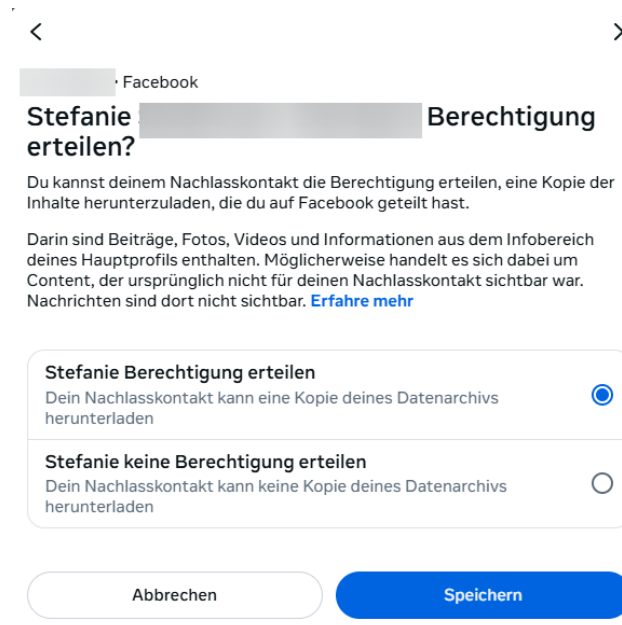 · Facebook
Stefanie Berechtigung
erteilen?
Du kannst deinem Nachlasskontakt die Berechtigung erteilen, eine Kopie der
Inhalte herunterzuladen, die du auf Facebook geteilt hast.
Darin sind Beiträge, Fotos, Videos und Informationen aus dem Infobereich
deines Hauptprofils enthalten. Möglicherweise handelt es sich dabei um
Content, der ursprünglich nicht für deinen Nachlasskontakt sichtbar war.
Nachrichten sind dort nicht sichtbar. Erfahre mehr
Stefanie Berechtigung erteilen
Dein Nachlasskontakt kann eine Kopie deines Datenarchivs
herunterladen
Stefanie keine Berechtigung erteilen
Dein Nachlasskontakt kann keine Kopie deines Datenarchivs
herunterladen
Abbrechen
Speichern